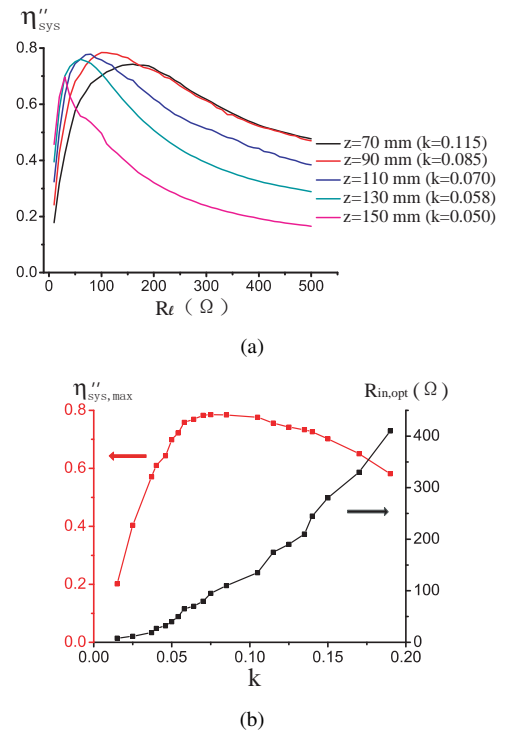 η″sys
0.8
0.6
0.4
0.2
0.0
0 100 200 300 400 500
Rℓ ( Ω )
z=70 mm (k=0.115)
z=90 mm (k=0.085)
z=110 mm (k=0.070)
z=130 mm (k=0.058)
z=150 mm (k=0.050)
(a)
η″sys,max
Rin,opt ( Ω )
0.8
0.6
0.4
0.2
0.0
400
300
200
100
0
0.00 0.05 0.10 0.15 0.20
k
(b)